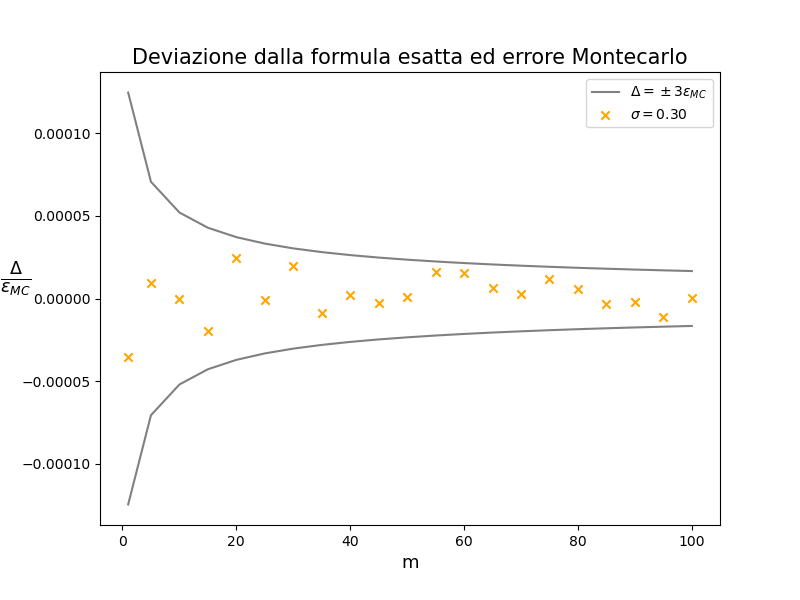 Deviazione dalla formula esatta ed errore Montecarlo
Δ = ±3ε_MC
σ = 0.30
0.00010
0.00005
0.00000
−0.00005
−0.00010
Δ
ε_MC
0 20 40 60 80 100
m